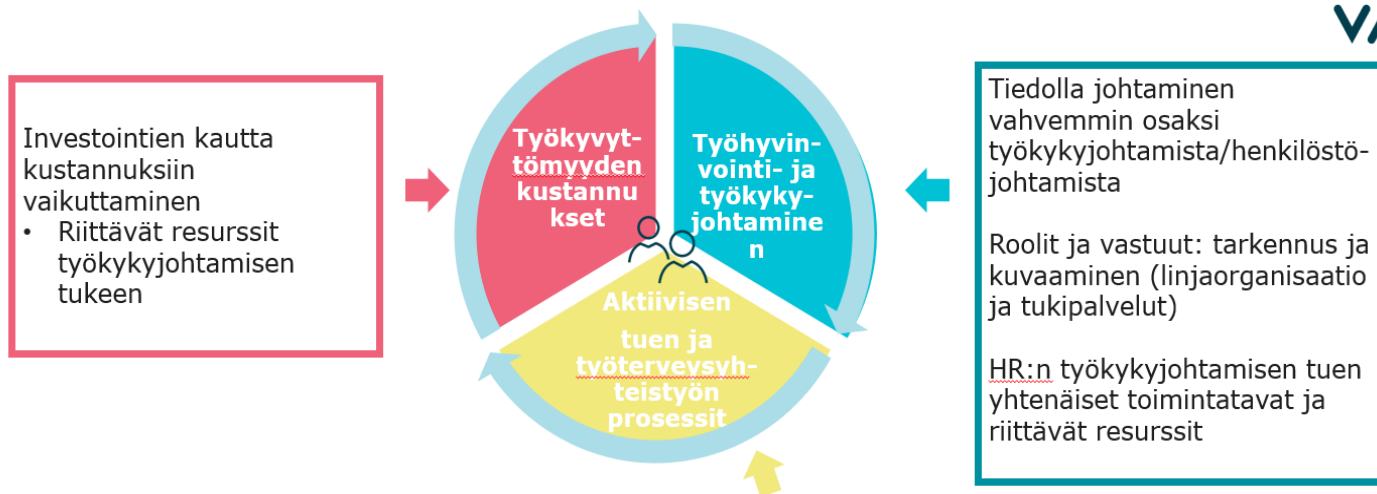 Investointien kautta
kustannuksiin
vaikuttaminen
• Riittävät resurssit
työkykyjohtamisen
tukeen
Työkyvyt-
tömyyden
kustannu
kset
Työhyvin-
vointi- ja
työkyky-
johtamine
n
Aktiivisen
tuen ja
työterveysyh-
teistyön
prosessit
Tiedolla johtaminen
vahvemmin osaksi
työkykyjohtamista/henkilöstö-
johtamista
Roolit ja vastuut: tarkennus ja
kuvaaminen (linjaorganisaatio
ja tukipalvelut)
HR:n työkykyjohtamisen tuen
yhtenäiset toimintatavat ja
riittävät resurssit